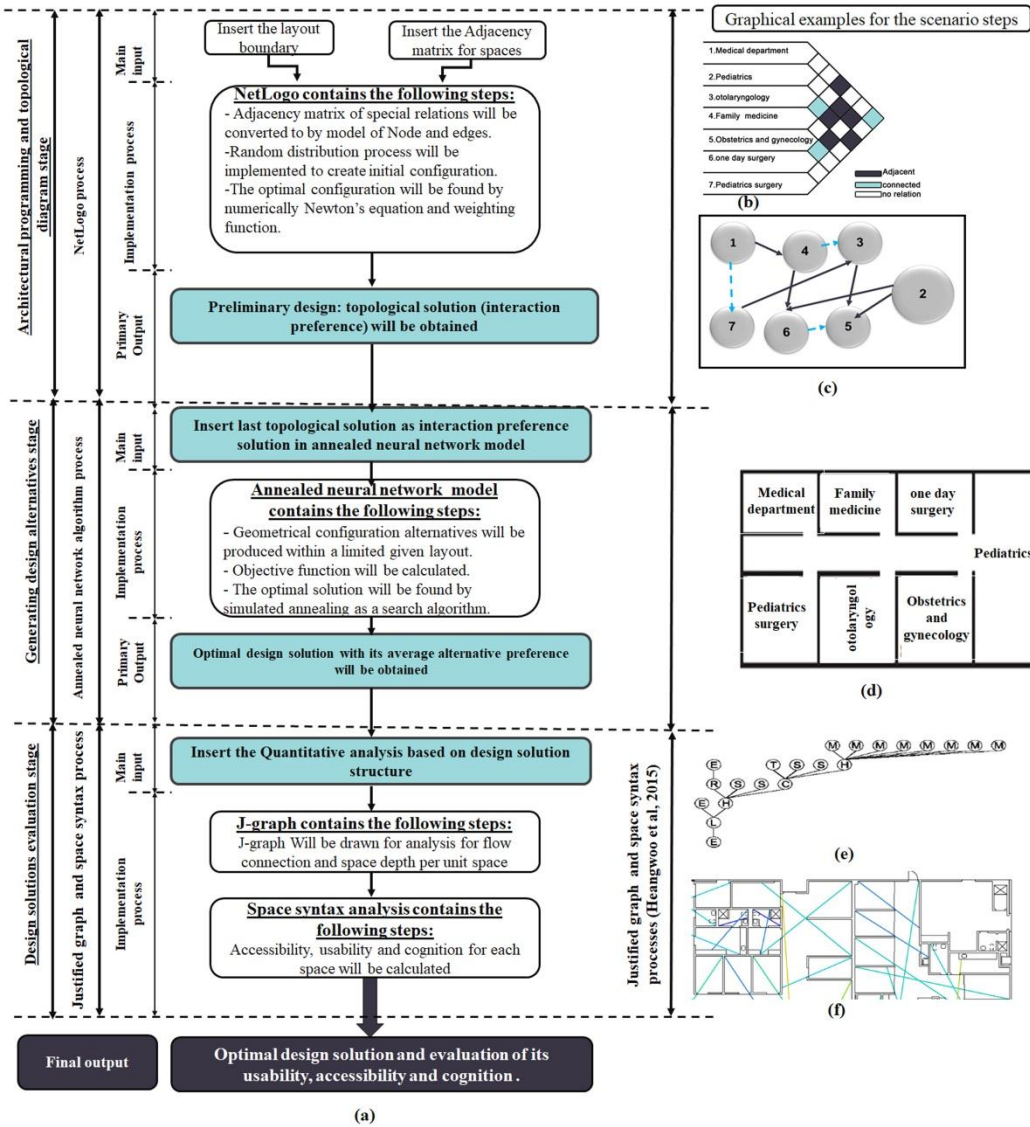 Architectural programming and topological
diagram stage
NetLogo process
Main
input
Implementation process
Primary
Output
Insert the layout
boundary
Insert the Adjacency
matrix for spaces
NetLogo contains the following steps:
- Adjacency matrix of special relations will be
converted to by model of Node and edges.
-Random distribution process will be
implemented to create initial configuration.
-The optimal configuration will be found by
numerically Newton's equation and weighting
function.
Preliminary design: topological solution (interaction
preference) will be obtained
Generating design alternatives stage
Annealed neural network algorithm process
Main
input
Implementation
process
Primary
Output
Insert last topological solution as interaction preference
solution in annealed neural network model
Annealed neural network model
contains the following steps:
- Geometrical configuration alternatives will be
produced within a limited given layout.
- Objective function will be calculated.
- The optimal solution will be found by
simulated annealing as a search algorithm.
Optimal design solution with its average alternative preference
will be obtained
Design solutions evaluation stage
Justified graph and space syntax process
Main
input
Implementation
process
Insert the Quantitative analysis based on design solution
structure
J-graph contains the following steps:
J-graph Will be drawn for analysis for flow
connection and space depth per unit space
Space syntax analysis contains the
following steps:
Accessibility, usability and cognition for each
space will be calculated
Final output
Optimal design solution and evaluation of its
usability, accessibility and cognition .
(a)
Justified graph and space syntax
processes (Heangwoo et al, 2015)
Graphical examples for the scenario steps
1.Medical department
2.Pediatrics
3.otolaryngology
4.Family medicine
5.Obstetrics and gynecology
6.one day surgery
7.Pediatrics surgery
Adjacent
connected
no relation
(b)
1
4
3
2
7
6
5
(c)
Medical
department
Family
medicine
one day
surgery
Pediatrics
Pediatrics
surgery
otolaryngol
ogy
Obstetrics
and
gynecology
(d)
M M M M M M M M M
E T S S H
R S S C
E H
L
E
(e)
(f)